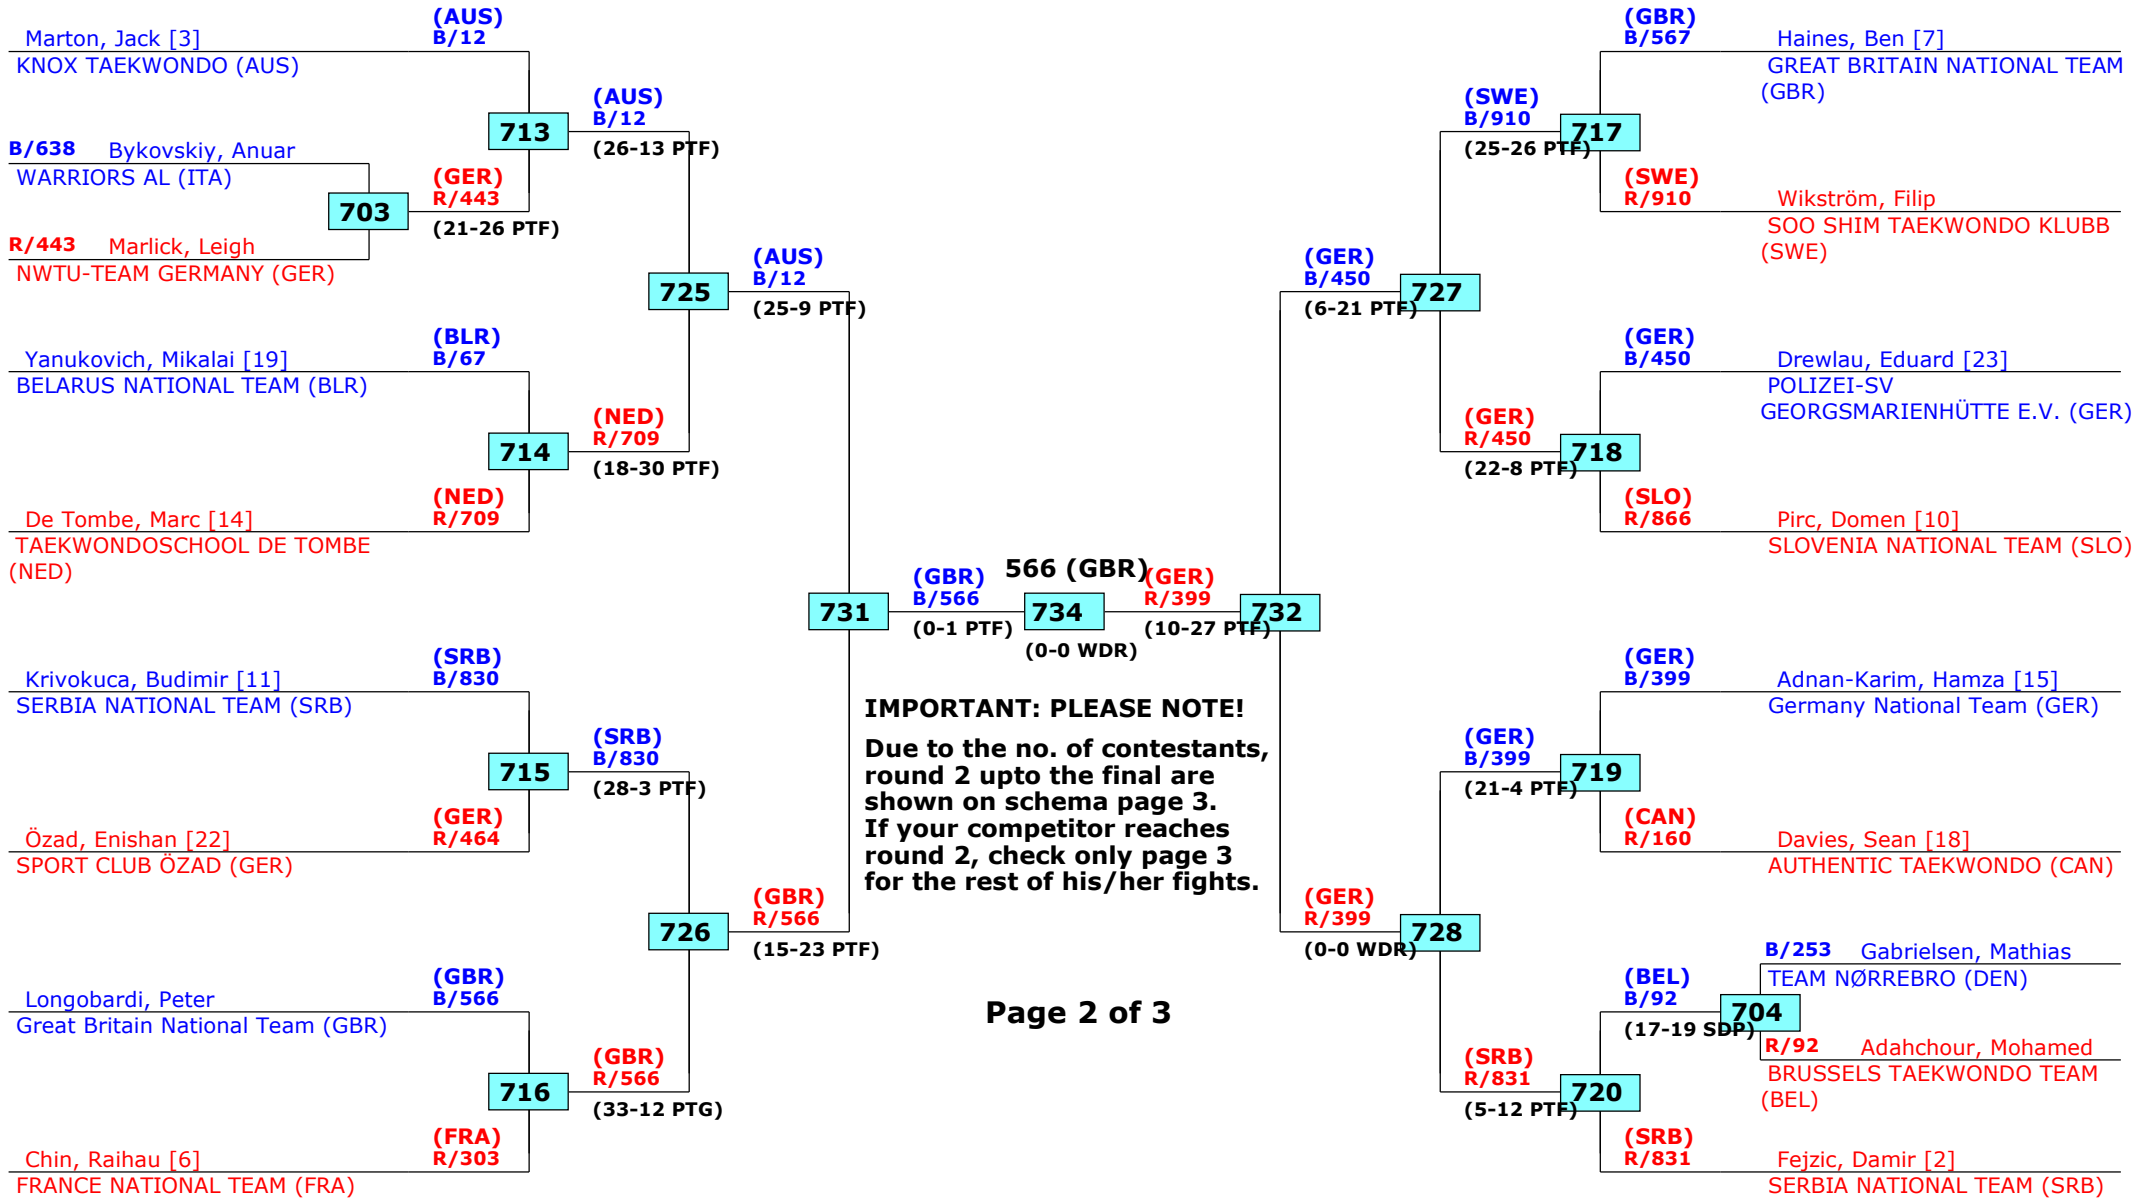 (AUS)
Marton, Jack [3]
B/12
KNOX TAEKWONDO (AUS)
(AUS)
B/12
713
(26-13 PTF)
B/638 Bykovskiy, Anuar
WARRIORS AL (ITA)
(GER)
R/443
703
(21-26 PTF)
R/443 Marlick, Leigh
NWTU-TEAM GERMANY (GER)
(AUS)
B/12
725
(25-9 PTF)
(BLR)
Yanukovich, Mikalai [19]
B/67
BELARUS NATIONAL TEAM (BLR)
(NED)
R/709
714
(18-30 PTF)
(NED)
De Tombe, Marc [14]
R/709
TAEKWONDOSCHOOL DE TOMBE
(NED)
731
(GBR)
B/566
(0-1 PTF)
566 (GBR)
734
(0-0 WDR)
(GER)
R/399
(10-27 PTF)
732
(SRB)
Krivokuca, Budimir [11]
B/830
SERBIA NATIONAL TEAM (SRB)
(SRB)
B/830
715
(28-3 PTF)
(GER)
Özad, Enishan [22]
R/464
SPORT CLUB ÖZAD (GER)
(GBR)
R/566
726
(15-23 PTF)
(GBR)
Longobardi, Peter
B/566
Great Britain National Team (GBR)
(GBR)
R/566
716
(33-12 PTG)
(FRA)
Chin, Raihau [6]
R/303
FRANCE NATIONAL TEAM (FRA)
IMPORTANT: PLEASE NOTE!
Due to the no. of contestants,
round 2 upto the final are
shown on schema page 3.
If your competitor reaches
round 2, check only page 3
for the rest of his/her fights.
Page 2 of 3
(GBR)
B/567
Haines, Ben [7]
GREAT BRITAIN NATIONAL TEAM
(GBR)
(SWE)
B/910
717
(25-26 PTF)
(SWE)
R/910
Wikström, Filip
SOO SHIM TAEKWONDO KLUBB
(SWE)
(GER)
B/450
727
(6-21 PTF)
(GER)
B/450
Drewlau, Eduard [23]
POLIZEI-SV
GEORGSMARIENHÜTTE E.V. (GER)
(GER)
R/450
718
(22-8 PTF)
(SLO)
R/866
Pirc, Domen [10]
SLOVENIA NATIONAL TEAM (SLO)
(GER)
B/399
Adnan-Karim, Hamza [15]
Germany National Team (GER)
(GER)
B/399
719
(21-4 PTF)
(CAN)
R/160
Davies, Sean [18]
AUTHENTIC TAEKWONDO (CAN)
(GER)
R/399
728
(0-0 WDR)
B/253 Gabrielsen, Mathias
TEAM NØRREBRO (DEN)
(BEL)
B/92
704
(17-19 SDP)
R/92 Adahchour, Mohamed
BRUSSELS TAEKWONDO TEAM
(BEL)
(SRB)
R/831
720
(5-12 PTF)
(SRB)
R/831
Fejzic, Damir [2]
SERBIA NATIONAL TEAM (SRB)